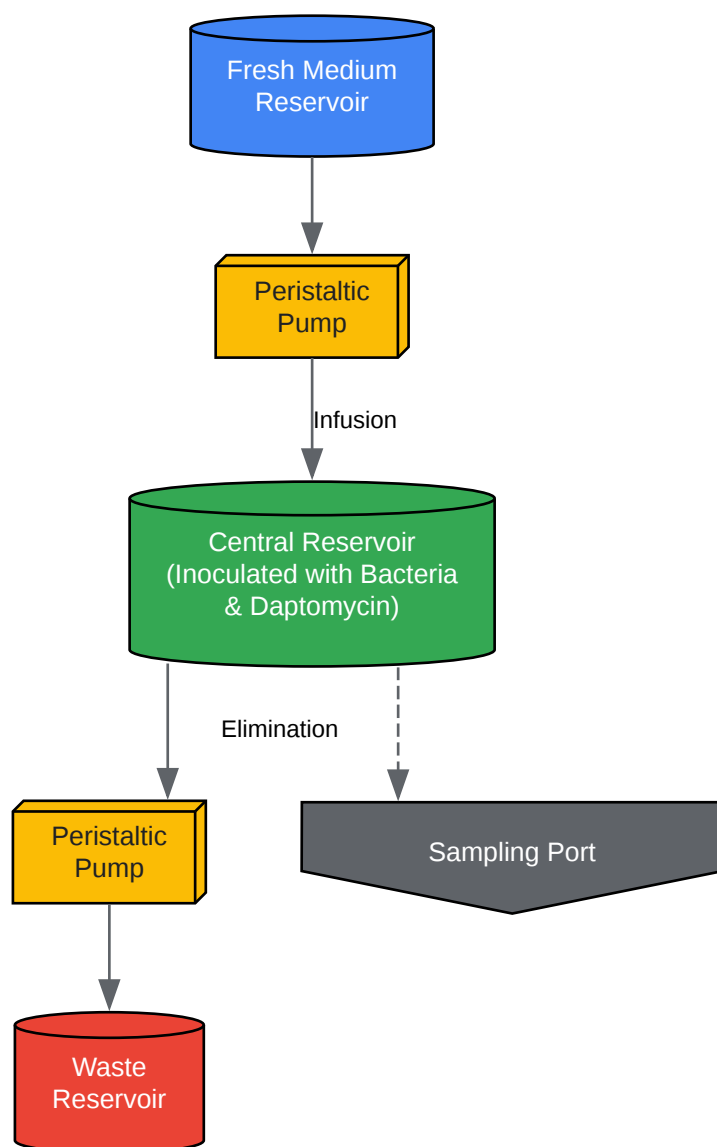 Fresh Medium
Reservoir
Peristaltic
Pump
Infusion
Central Reservoir
(Inoculated with Bacteria
& Daptomycin)
Elimination
Peristaltic
Pump
Sampling Port
Waste
Reservoir